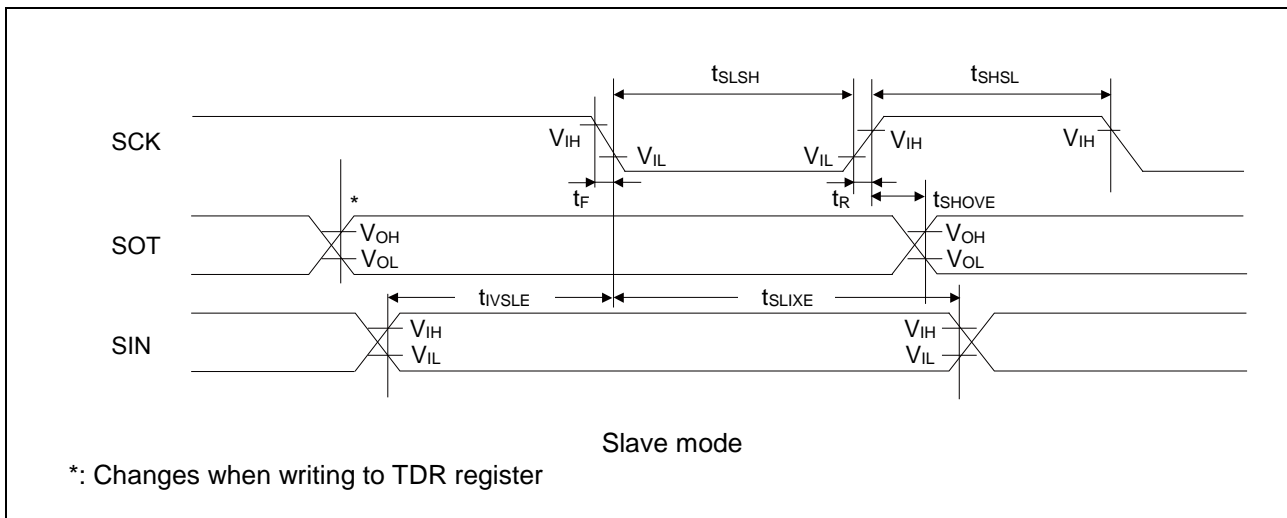 tSLSH
tSHSL
SCK
VIH
VIL
VIL
VIH
VIH
tF
tR
tSHOVE
*
SOT
VOH
VOL
VOH
VOL
tIVSLE
tSLIXE
SIN
VIH
VIL
VIH
VIL
Slave mode
*: Changes when writing to TDR register